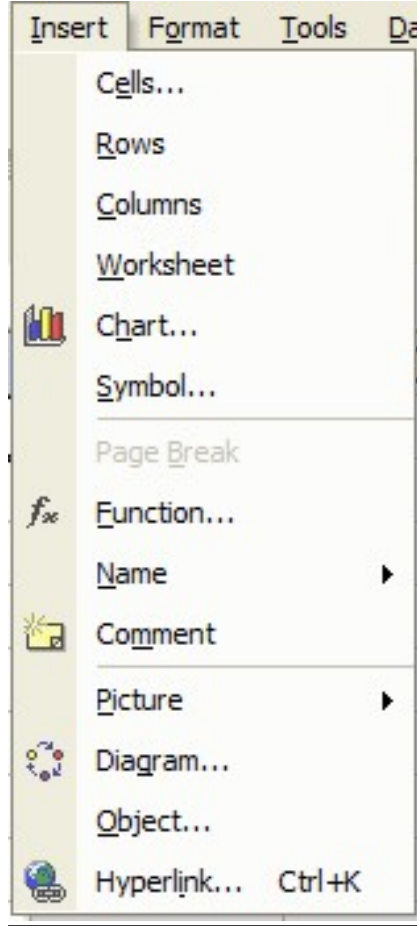 Insert Format Tools Da
Cells...
Rows
Columns
Worksheet
Chart...
Symbol...
Page Break
fx Function...
Name
Comment
Picture
Diagram...
Object...
Hyperlink... Ctrl+K